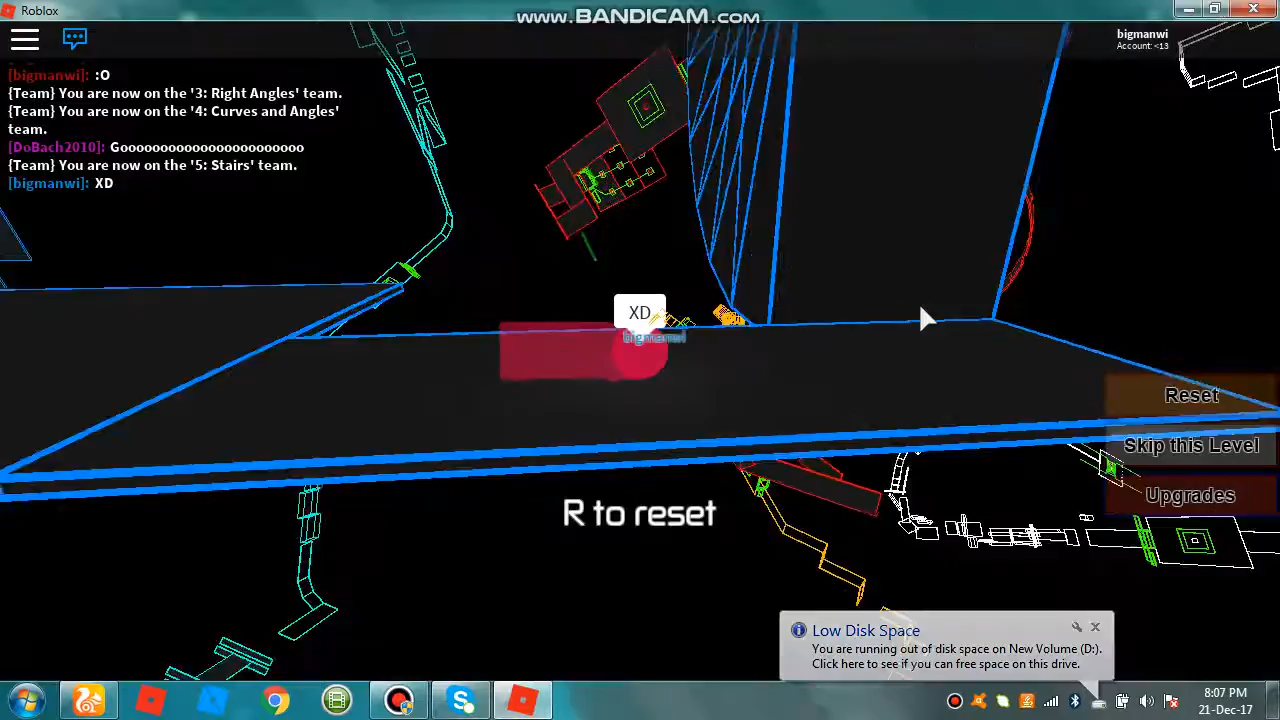 Roblox
www.BANDICAM.com
bigmanwi
Account: <13
[bigmanwi]: :O
{Team} You are now on the '3: Right Angles' team.
{Team} You are now on the '4: Curves and Angles'
team.
[DoBach2010]: Gooooooooooooooooooooooo
{Team} You are now on the '5: Stairs' team.
[bigmanwi]: XD
XD
bigmanwi
Reset
Skip this Level
Upgrades
R to reset
Low Disk Space
You are running out of disk space on New Volume (D:).
Click here to see if you can free space on this drive.
8:07 PM
21-Dec-17